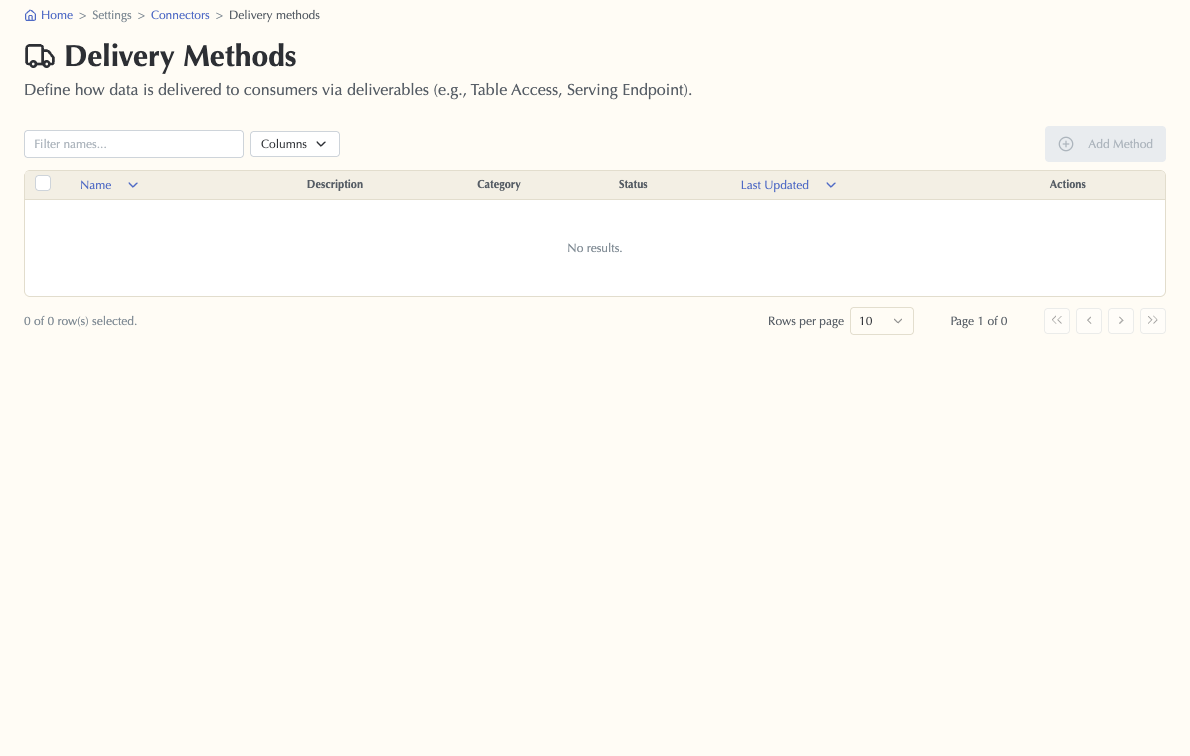 Home > Settings > Connectors > Delivery methods
Delivery Methods
Define how data is delivered to consumers via deliverables (e.g., Table Access, Serving Endpoint).
Filter names...
Columns
Add Method
Name Description Category Status Last Updated Actions
No results.
0 of 0 row(s) selected.
Rows per page 10 Page 1 of 0